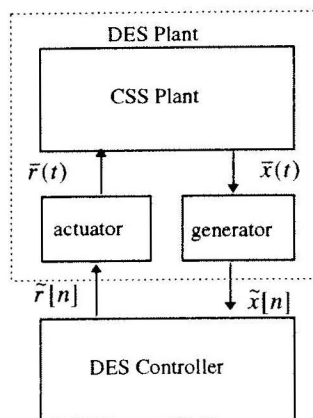 DES Plant
CSS Plant
r̄(t) x̄(t)
actuator generator
r̃[n] x̃[n]
DES Controller